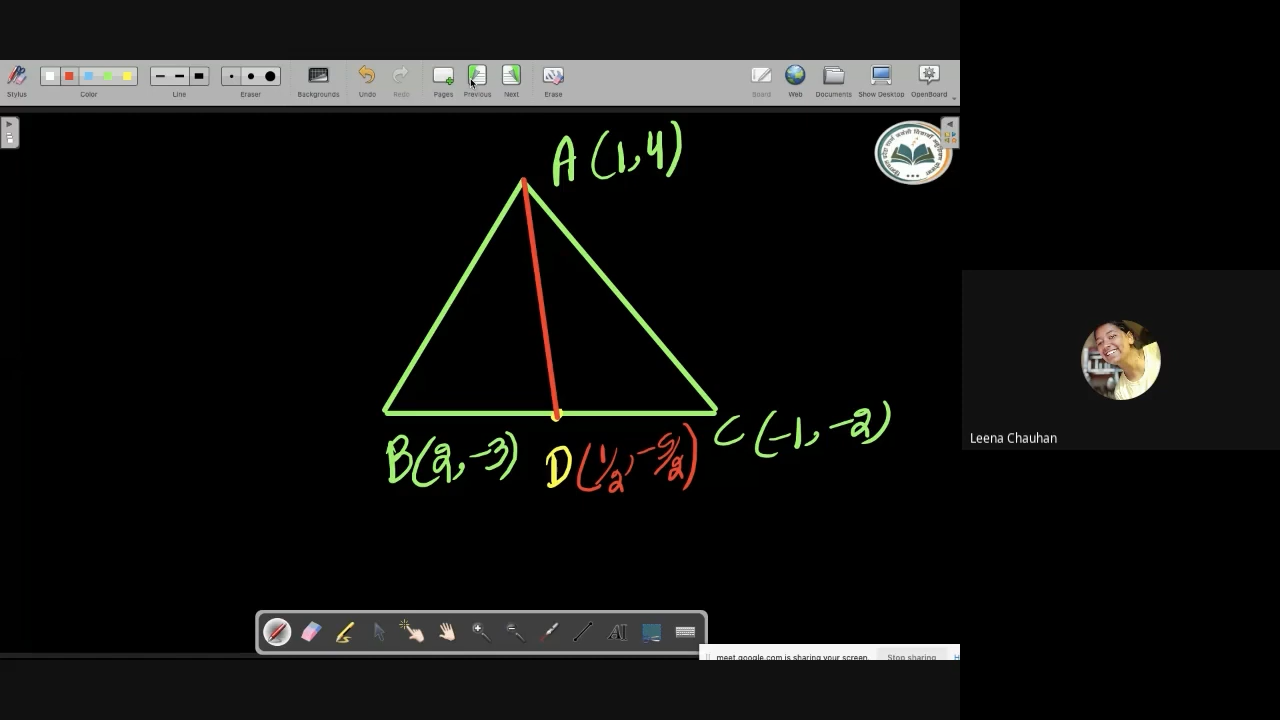 Stylus Color Line Eraser Backgrounds Undo Redo Pages Previous Next Erase Board Web Documents Show Desktop OpenBoard
A (1, 4)
B(2, -3) D(1/2, -5/2) C (-1, -2)
Leena Chauhan
AI
meet.google.com is sharing your screen. Stop sharing